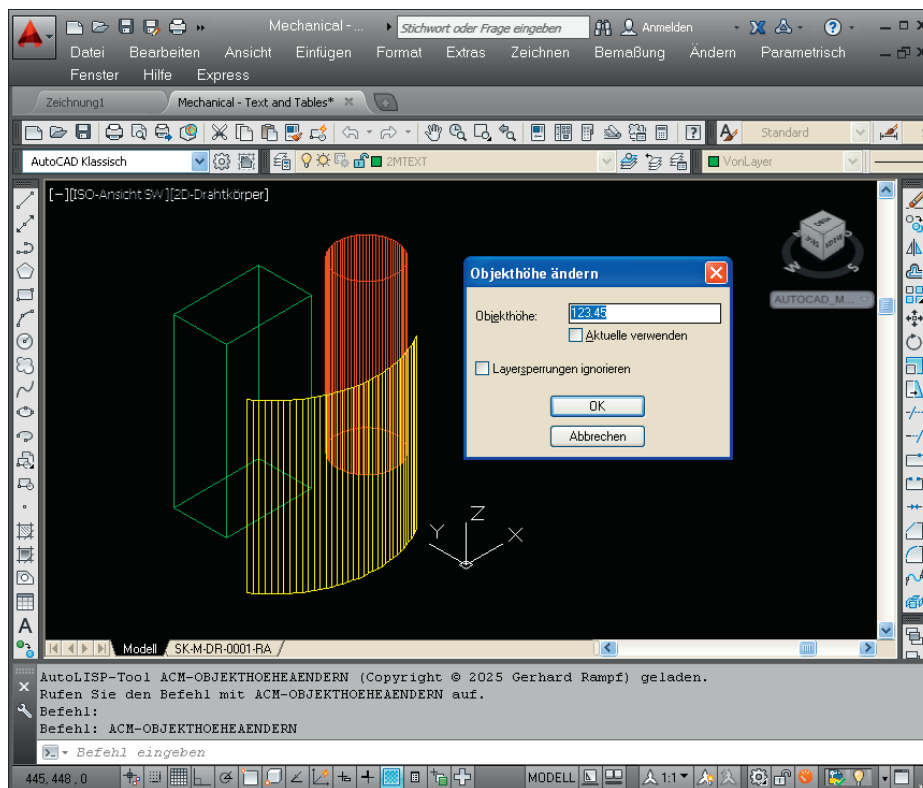 Mechanical - ... Stichwort oder Frage eingeben Anmelden
Datei Bearbeiten Ansicht Einfügen Format Extras Zeichnen Bemaßung Ändern Parametrisch
Fenster Hilfe Express
Zeichnung1 Mechanical - Text and Tables*
Standard
AutoCAD Klassisch 2MTEXT VonLayer
[−][ISO-Ansicht SW][2D-Drahtkörper]
W S
AUTOCAD_M...
Objekthöhe ändern
Objekthöhe: 123.45
Aktuelle verwenden
Layersperrungen ignorieren
OK
Abbrechen
Z
Y X
Modell SK-M-DR-0001-RA
AutoLISP-Tool ACM-OBJEKTHOEHEAENDERN (Copyright © 2025 Gerhard Rampf) geladen.
Rufen Sie den Befehl mit ACM-OBJEKTHOEHEAENDERN auf.
Befehl:
Befehl: ACM-OBJEKTHOEHEAENDERN
Befehl eingeben
445,448,0 MODELL 1:1